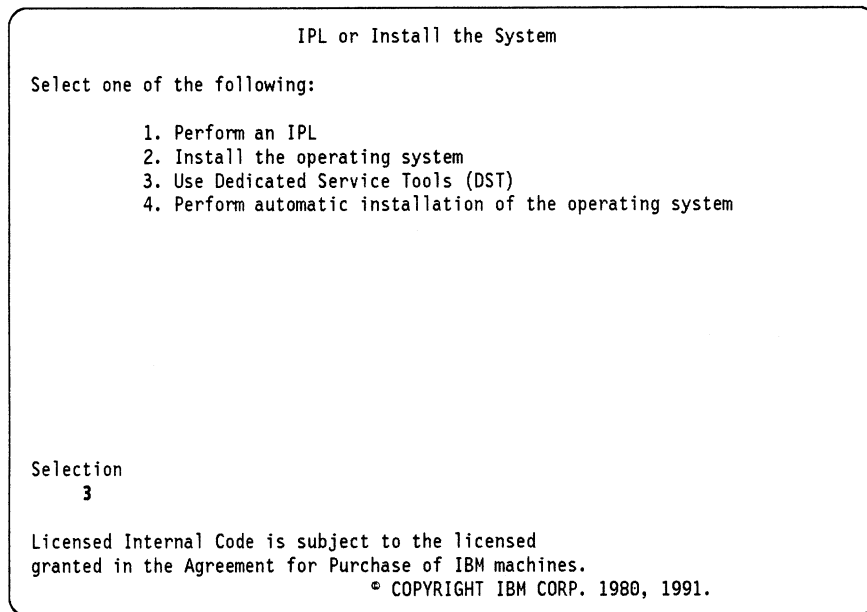 IPL or Install the System
Select one of the following:
1. Perform an IPL
2. Install the operating system
3. Use Dedicated Service Tools (DST)
4. Perform automatic installation of the operating system
Selection
3
Licensed Internal Code is subject to the licensed
granted in the Agreement for Purchase of IBM machines.
© COPYRIGHT IBM CORP. 1980, 1991.